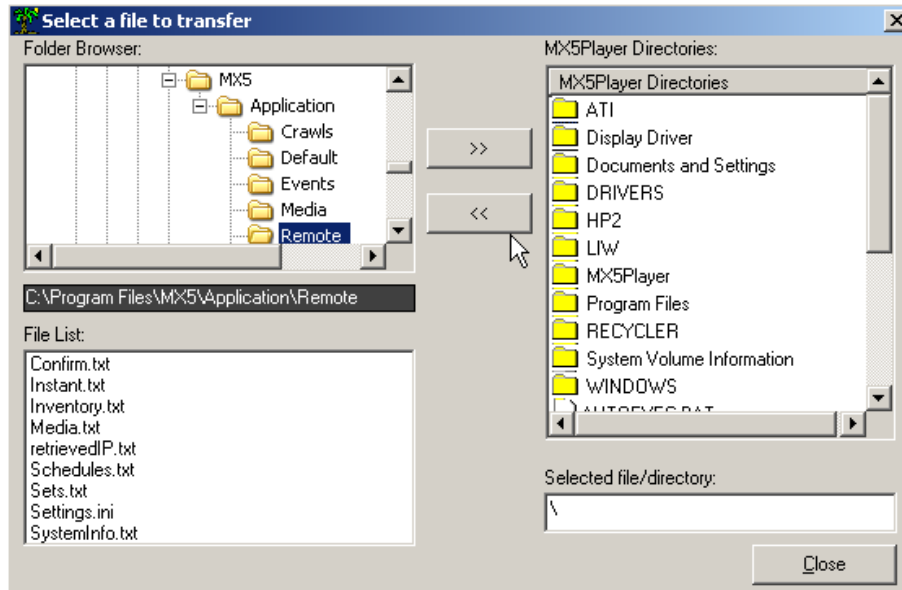 Select a file to transfer
Folder Browser:
MX5
Application
Crawls
Default
Events
Media
Remote
C:\Program Files\MX5\Application\Remote
File List:
Confirm.txt
Instant.txt
Inventory.txt
Media.txt
retrievedIP.txt
Schedules.txt
Sets.txt
Settings.ini
SystemInfo.txt
>>
<<
MX5Player Directories:
MX5Player Directories
ATI
Display Driver
Documents and Settings
DRIVERS
HP2
LIW
MX5Player
Program Files
RECYCLER
System Volume Information
WINDOWS
Selected file/directory:
\
Close